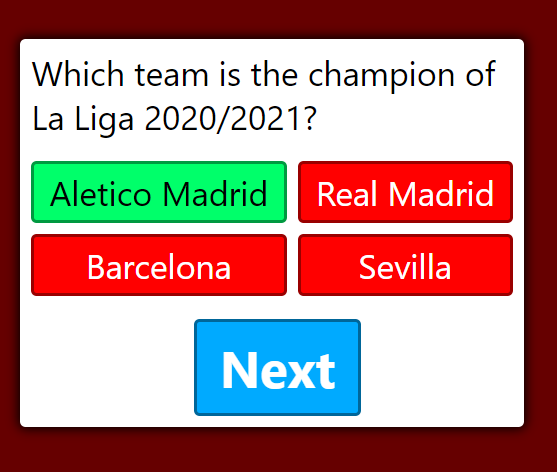 Which team is the champion of
La Liga 2020/2021?
Aletico Madrid
Real Madrid
Barcelona
Sevilla
Next